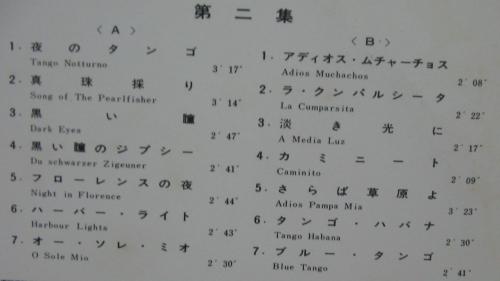 第二集
〈A〉
1. 夜のタンゴ
Tango Notturno 3′17″
2. 真珠採り
Song of The Pearlfisher 3′14″
3. 黒い瞳
Dark Eyes 2′47″
4. 黒い瞳のジプシー
Du schwarzer Zigeuner 2′41″
5. フローレンスの夜
Night in Florence 2′44″
6. ハーバー・ライト
Harbour Lights 2′43″
7. オー・ソレ・ミオ
O Sole Mio 2′30″
〈B〉
1. アディオス・ムチャーチョス
Adios Muchachos 2′08″
2. ラ・クンパルシータ
La Cumparsita 2′22″
3. 淡き光に
A Media Luz 2′17″
4. カミニート
Caminito 2′09″
5. さらば草原よ
Adios Pampa Mia 3′23″
6. タンゴ・ハバナ
Tango Habana 2′30″
7. ブルー・タンゴ
Blue Tango 2′41″